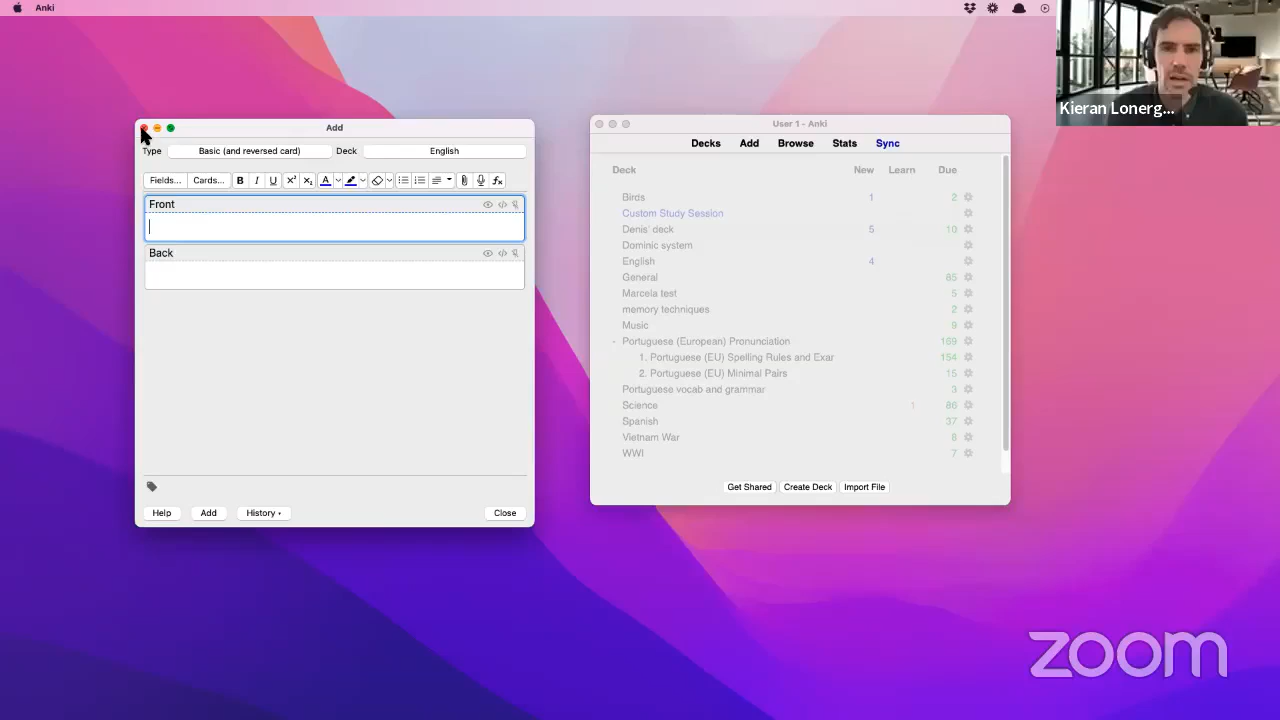 Anki
Kieran Lonerg...
Add
Type Basic (and reversed card) Deck English
Fields... Cards... B I U X² X₂ A
Front
Back
Help Add History Close
User 1 - Anki
Decks Add Browse Stats Sync
Deck New Learn Due
Birds 1 2
Custom Study Session
Denis' deck 5 10
Dominic system
English 4
General 85
Marcela test 5
memory techniques 2
Music 9
- Portuguese (European) Pronunciation 169
1. Portuguese (EU) Spelling Rules and Exar 154
2. Portuguese (EU) Minimal Pairs 15
Portuguese vocab and grammar 3
Science 1 86
Spanish 37
Vietnam War 8
WWI 7
Get Shared Create Deck Import File
zoom